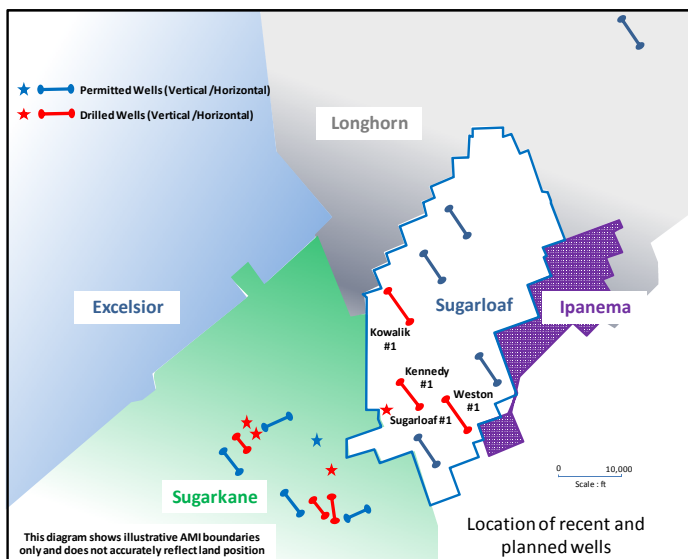 Permitted Wells (Vertical /Horizontal)
Drilled Wells (Vertical /Horizontal)
Longhorn
Excelsior
Sugarloaf
Ipanema
Kowalik
#1
Kennedy
#1
Weston
#1
Sugarloaf #1
Sugarkane
0 10,000
Scale : ft
This diagram shows illustrative AMI boundaries
only and does not accurately reflect land position
Location of recent and
planned wells